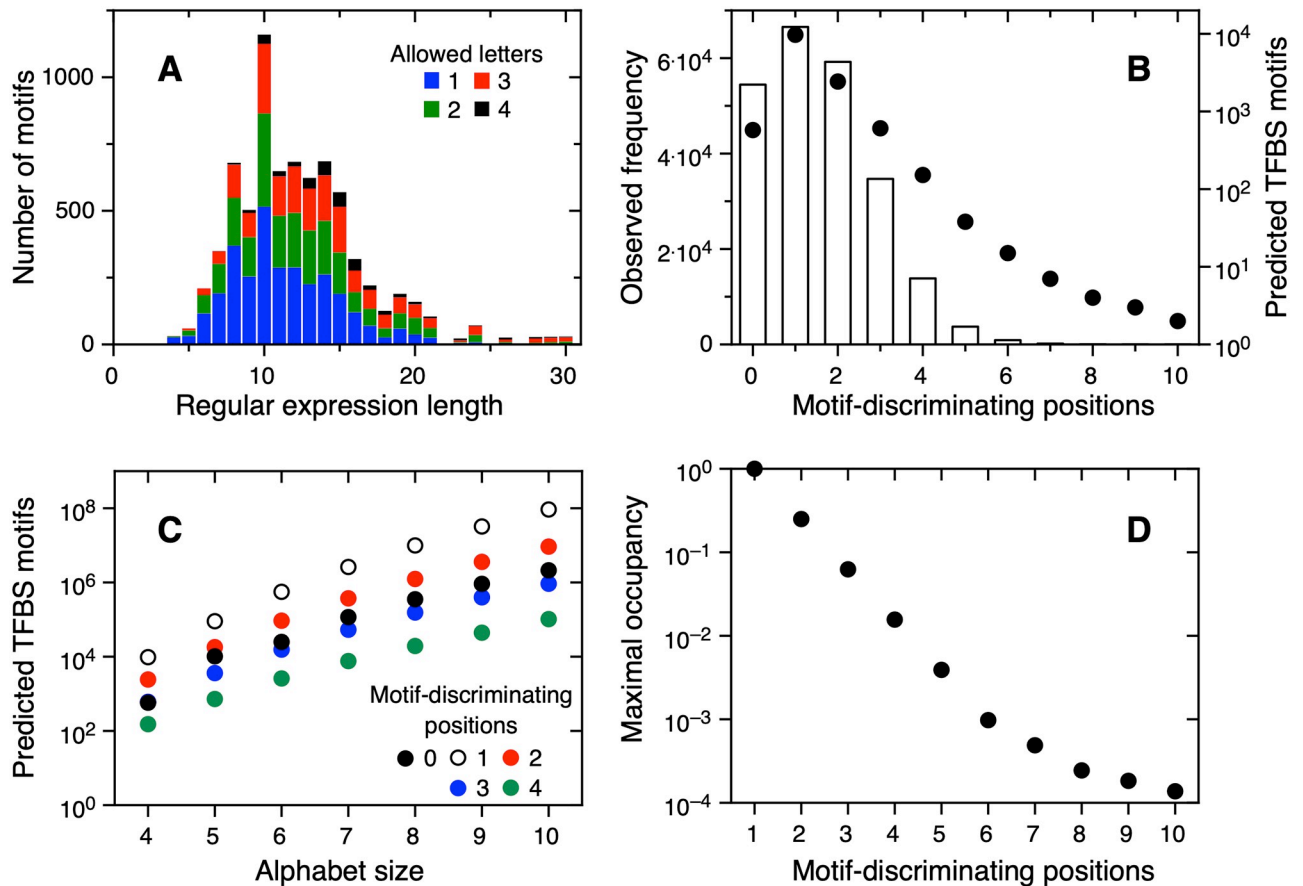 A
Allowed letters
1 3
2 4
Number of motifs
1000
500
0
0 10 20 30
Regular expression length
B
Observed frequency
6·10⁴
4·10⁴
2·10⁴
0
Predicted TFBS motifs
10⁴
10³
10²
10¹
10⁰
0 2 4 6 8 10
Motif-discriminating positions
C
Predicted TFBS motifs
10⁸
10⁶
10⁴
10²
10⁰
Motif-discriminating
positions
0 1 2
3 4
4 5 6 7 8 9 10
Alphabet size
D
Maximal occupancy
10⁰
10⁻¹
10⁻²
10⁻³
10⁻⁴
1 2 3 4 5 6 7 8 9 10
Motif-discriminating positions